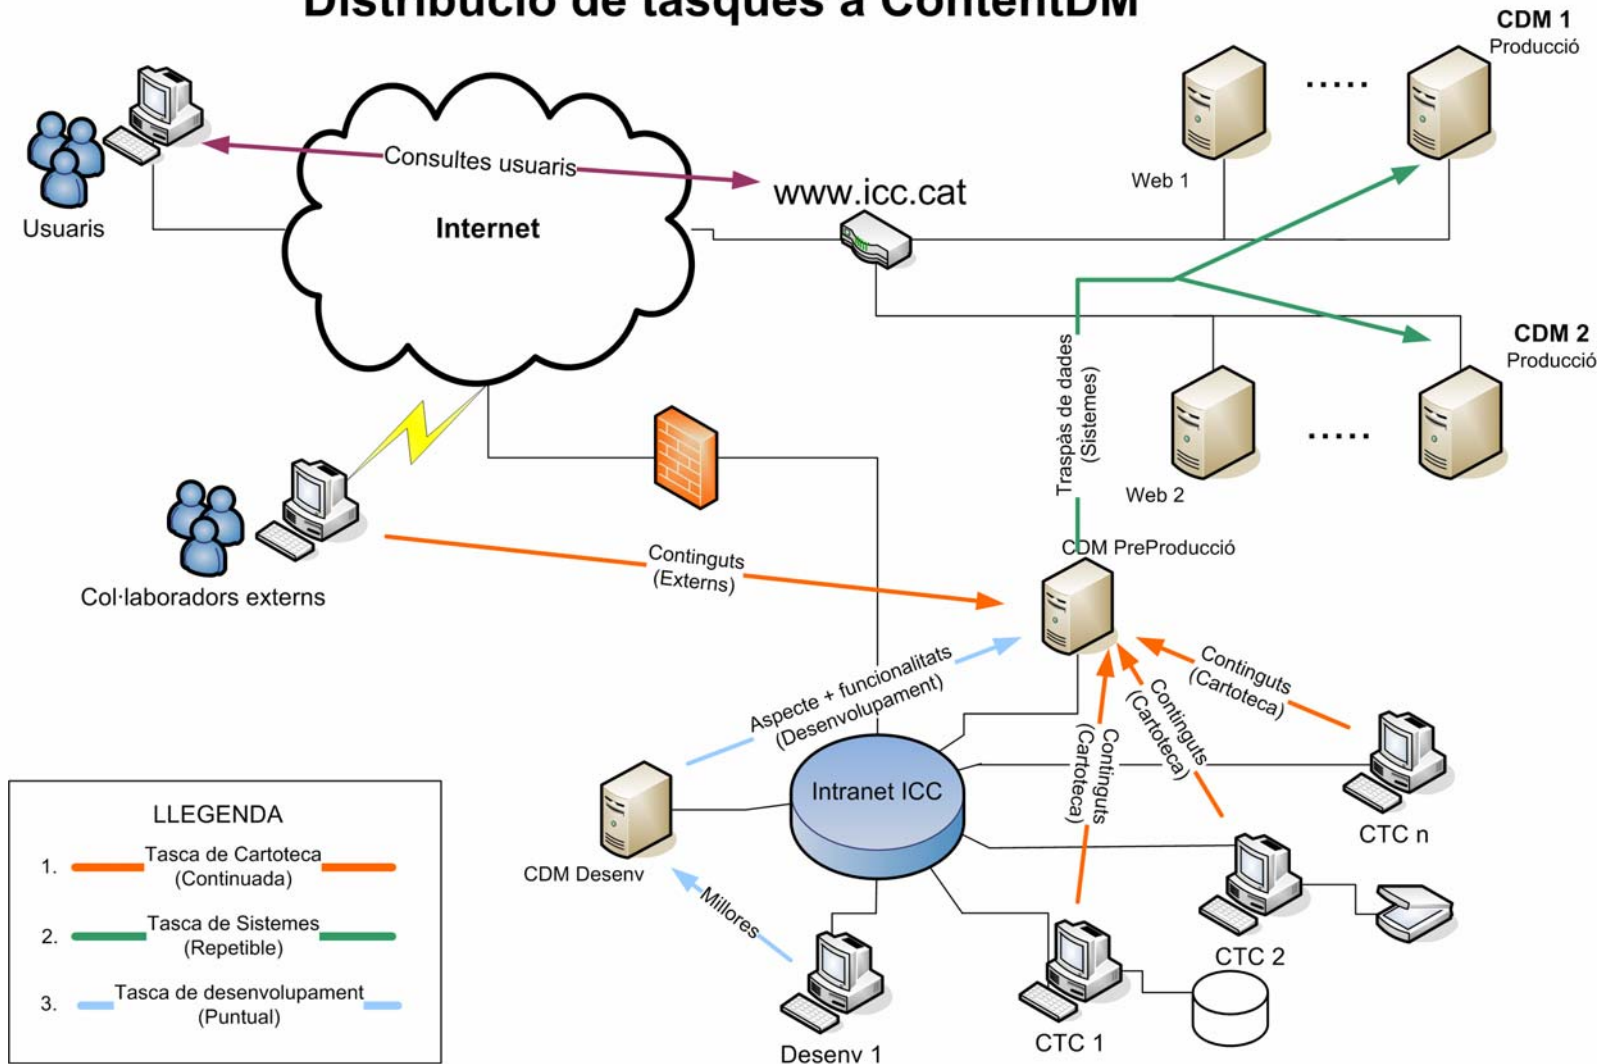 Distribució de tasques a ContentDM
CDM 1
Producció
Consultes usuaris
www.icc.cat
Web 1
Usuaris
Internet
CDM 2
Producció
Traspàs de dades
(Sistemes)
Web 2
CDM PreProducció
Continguts
(Externs)
Col·laboradors externs
Aspecte + funcionalitats
(Desenvolupament)
Continguts
(Cartoteca)
Continguts
(Cartoteca)
Continguts
(Cartoteca)
Intranet ICC
CTC n
CDM Desenv
Millores
CTC 2
CTC 1
Desenv 1
LLEGENDA
1. Tasca de Cartoteca
(Continuada)
2. Tasca de Sistemes
(Repetible)
3. Tasca de desenvolupament
(Puntual)